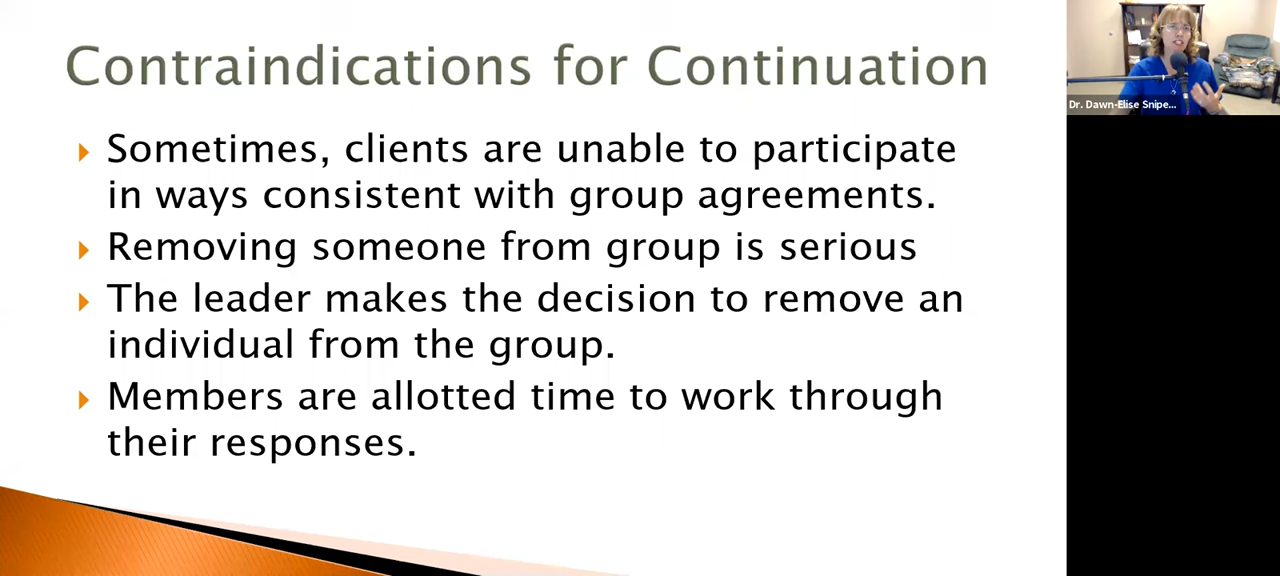 Contraindications for Continuation
Sometimes, clients are unable to participate
in ways consistent with group agreements.
Removing someone from group is serious
The leader makes the decision to remove an
individual from the group.
Members are allotted time to work through
their responses.
Dr. Dawn-Elise Snipe...